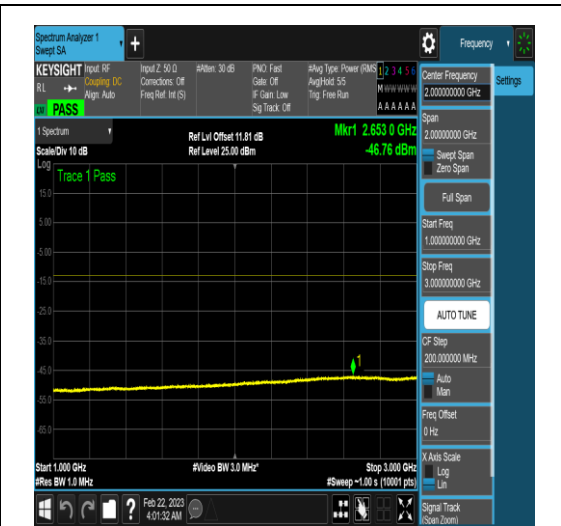 Spectrum Analyzer 1
Swept SA
+
Frequency
KEYSIGHT
RL
PASS
Input: RF
Coupling: DC
Align: Auto
Input Z: 50 Ω
Corrections: Off
Freq Ref: Int (S)
#Atten: 30 dB
PNO: Fast
Gate: Off
IF Gain: Low
Sig Track: Off
#Avg Type: Power (RMS
Avg|Hold: 5/5
Trig: Free Run
1 2 3 4 5 6
M W W W W W
A A A A A A
1 Spectrum
Scale/Div 10 dB
Ref Lvl Offset 11.81 dB
Ref Level 25.00 dBm
Mkr1 2.653 0 GHz
-46.76 dBm
Log
Trace 1 Pass
15.0
5.00
-5.00
-15.0
-25.0
-35.0
-45.0
-55.0
-65.0
1
Start 1.000 GHz
#Res BW 1.0 MHz
#Video BW 3.0 MHz*
Stop 3.000 GHz
#Sweep ~1.00 s (10001 pts)
Feb 22, 2023
4:01:32 AM
?
Center Frequency
2.000000000 GHz
Settings
Span
2.00000000 GHz
Swept Span
Zero Span
Full Span
Start Freq
1.000000000 GHz
Stop Freq
3.000000000 GHz
AUTO TUNE
CF Step
200.000000 MHz
Auto
Man
Freq Offset
0 Hz
X Axis Scale
Log
Lin
Signal Track
(Span Zoom)